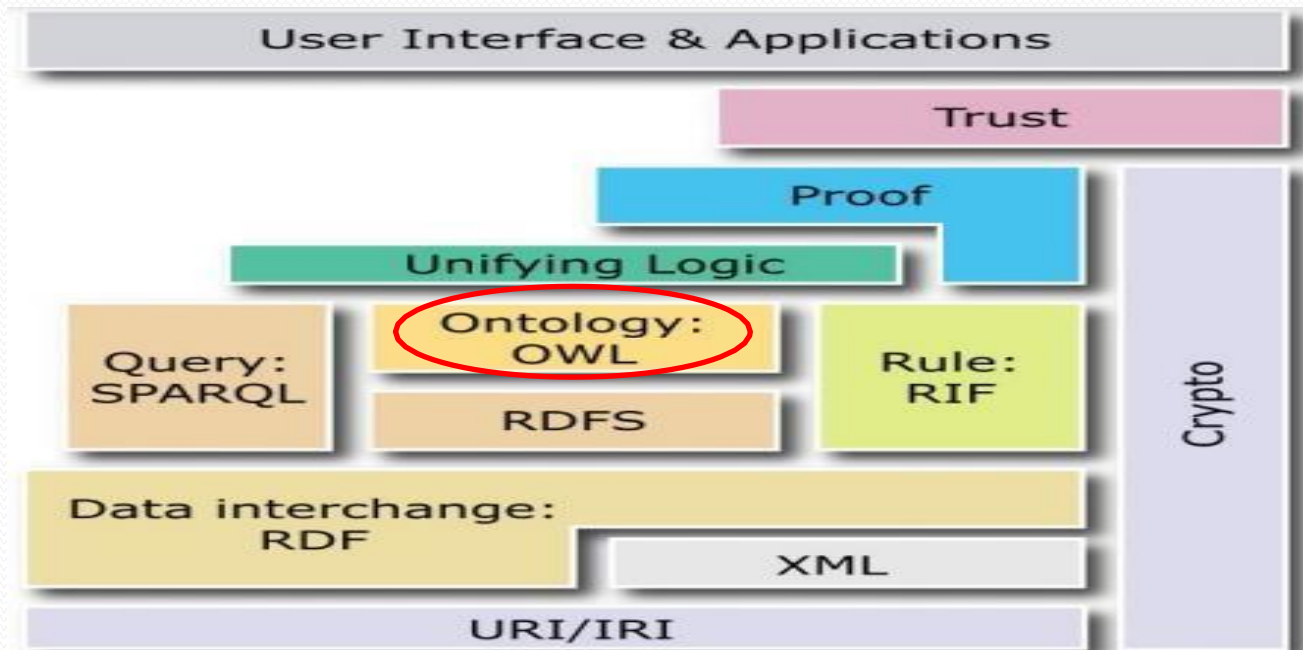 User Interface & Applications
Trust
Proof
Unifying Logic
Query:
SPARQL
Ontology:
OWL
RDFS
Rule:
RIF
Crypto
Data interchange:
RDF
XML
URI/IRI